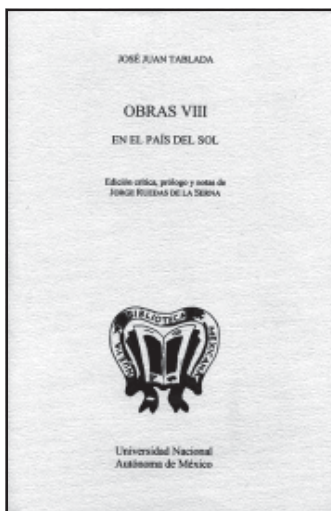 JOSÉ JUAN TABLADA
OBRAS VIII
EN EL PAÍS DEL SOL
Edición crítica, prólogo y notas de
JORGE RUEDAS DE LA SERNA
NUEVA BIBLIOTECA MEXICANA
Universidad Nacional
Autónoma de México